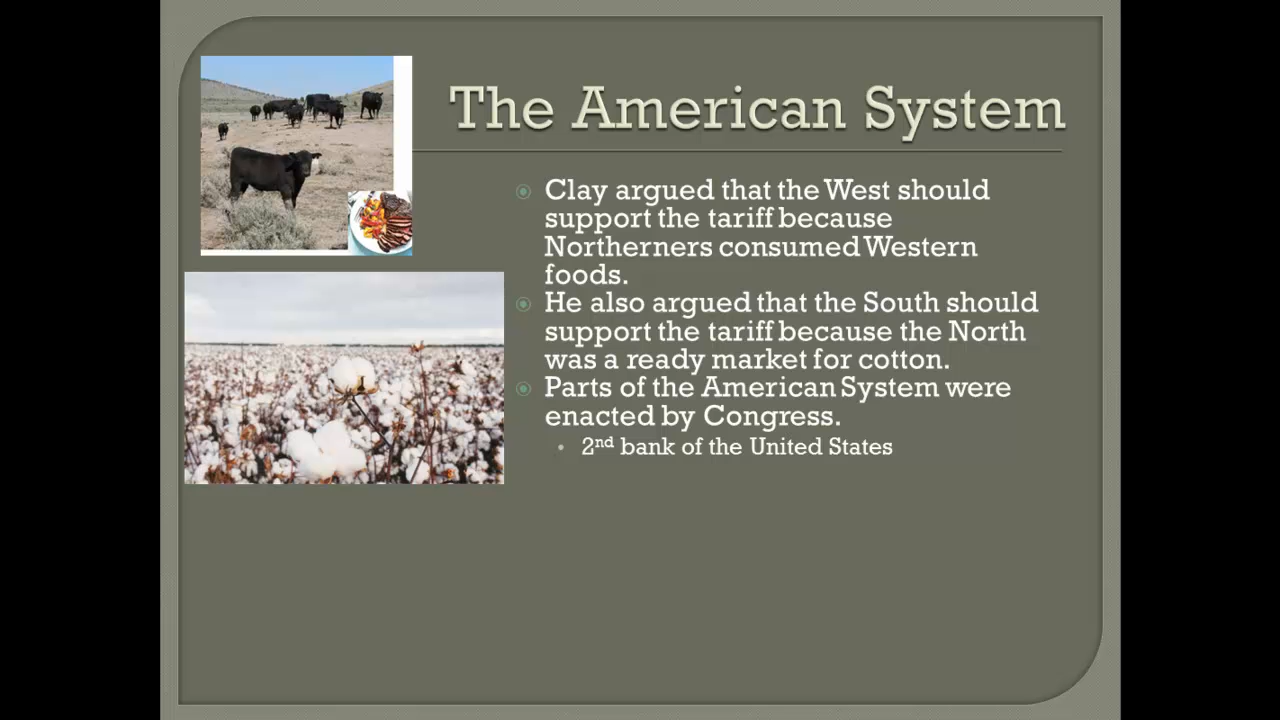 The American System
Clay argued that the West should
support the tariff because
Northerners consumed Western
foods.
He also argued that the South should
support the tariff because the North
was a ready market for cotton.
Parts of the American System were
enacted by Congress.
2nd bank of the United States